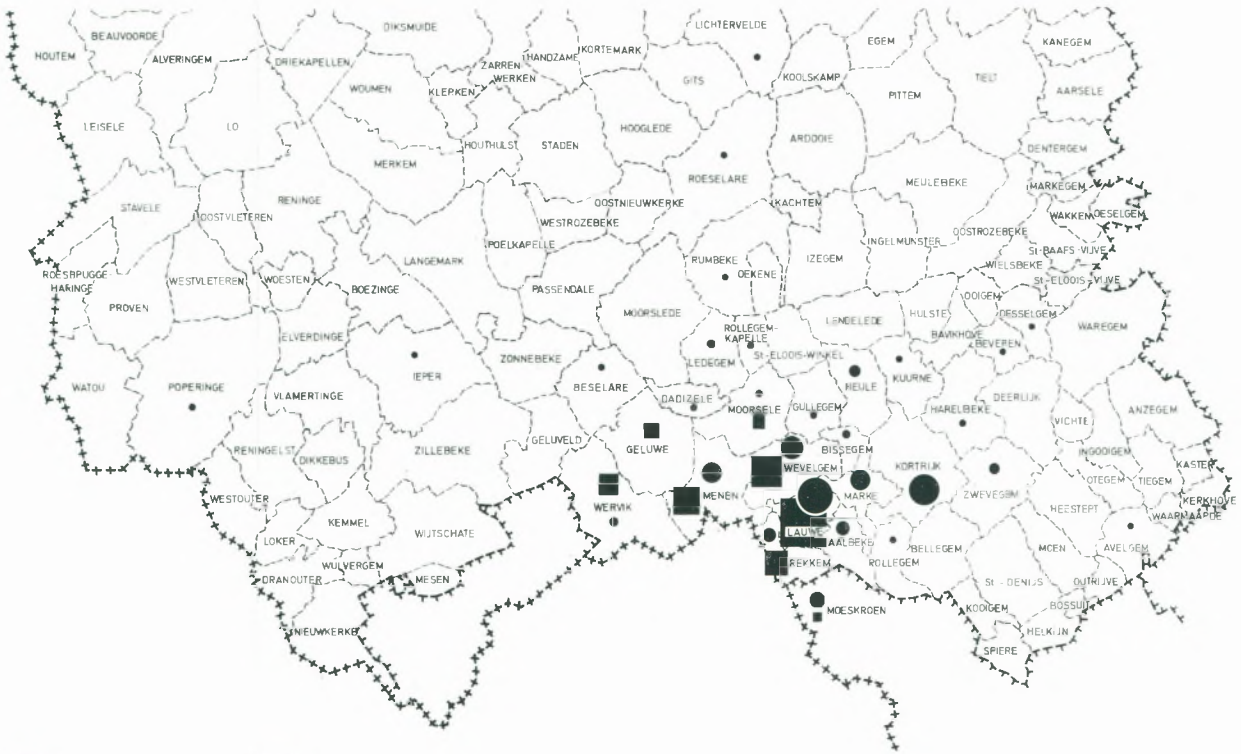 DIKSMUIDE
LICHTERVELDE
BEAUVOORDE
EGEM
KANEGEM
HOUTEM
ALVERINGEM
DRIEKAPELLEN
ZARREN
HANDZAME
KORTEMARK
WERKEN
GITS
KOOLSKAMP
TIELT
WOUMEN
KLEPKEN
PITTEM
AARSELE
LEISELE
LO
HOOGLEDE
ARDOOIE
HOUTHULST
STADEN
DENTERGEM
MERKEM
ROESELARE
MEULEBEKE
MARKEGEM
STAVELE
OOSTVLETEREN
RENINGE
OOSTNIEUWKERKE
KACHTEM
WAKKEN
OESELGEM
WESTROZEBEKE
OOSTROZEBEKE
POELKAPELLE
INGELMUNSTER
St-BAAFS-VIJVE
LANGEMARK
RUMBEKE
IZEGEM
WIELSBEKE
ROESBRUGGE-
HARINGE
WESTVLETEREN
WOESTEN
OEKENE
St-ELOOIS-VIJVE
BOEZINGE
PASSENDALE
OOIGEM
PROVEN
MOORSLEDE
LENDELEDE
HULSTE
DESSELGEM
WAREGEM
ELVERDINGE
ROLLEGEM-
KAPELLE
BAVIKHOVE
BEVEREN
ZONNEBEKE
LEDEGEM
St-ELOOIS-WINKEL
IEPER
WATOU
POPERINGE
BESELARE
HEULE
KUURNE
VLAMERTINGE
DADIZELE
MOORSELE
GULLEGEM
HARELBEKE
DEERLIJK
ANZEGEM
VICHTE
GELUVELD
GELUWE
RENINGELST
DIKKEBUS
ZILLEBEKE
BISSEGEM
INGOOIGEM
WEVELGEM
KORTRIJK
KASTER
OTEGEM
TIEGEM
MENEN
MARKE
ZWEVEGEM
KERKHOVE
WESTOUTER
WERVIK
HEESTERT
WAARMAARDE
KEMMEL
WIJTSCHATE
LAUWE
LOKER
AALBEKE
BELLEGEM
MOEN
AVELGEM
WULVERGEM
REKKEM
ROLLEGEM
DRANOUTER
MESEN
St - DENIJS
OUTRIJVE
MOESKROEN
KOOIGEM
BOSSUIT
NIEUWKERKE
HELKIJN
SPIERE